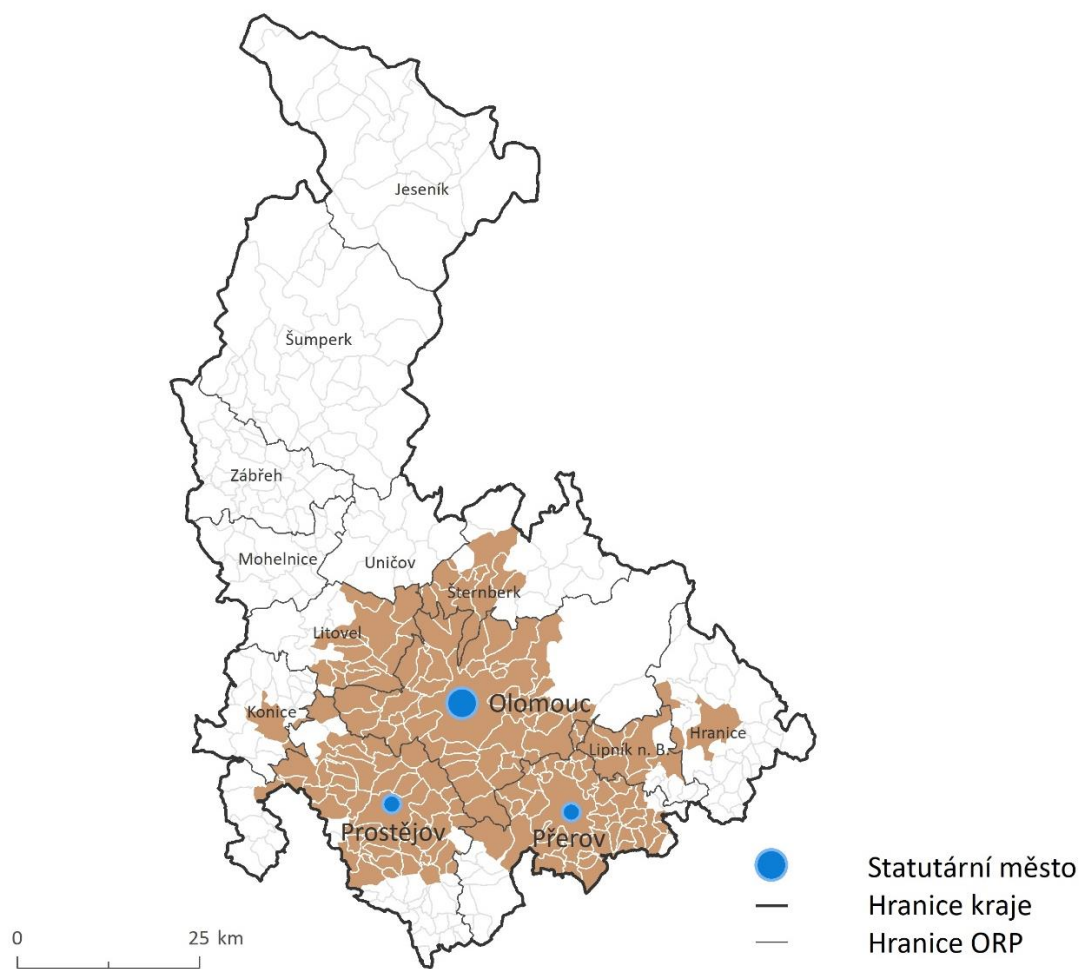 Jeseník
Šumperk
Zábřeh
Mohelnice
Uničov
Šternberk
Litovel
Olomouc
Konice
Hranice
Lipník n. B.
Prostějov
Přerov
Statutární město
Hranice kraje
Hranice ORP
0 25 km